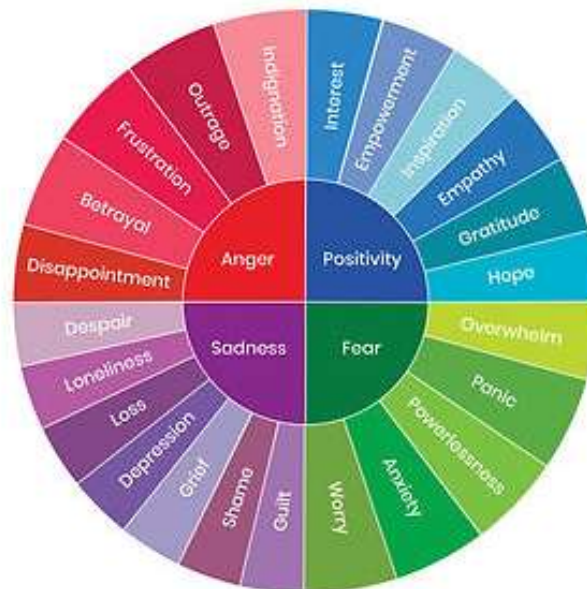 Indignation
Outrage
Frustration
Betrayal
Disappointment
Anger
Interest
Empowerment
Inspiration
Empathy
Gratitude
Hope
Positivity
Despair
Loneliness
Loss
Depression
Grief
Shame
Guilt
Sadness
Overwhelm
Panic
Powerlessness
Anxiety
Worry
Fear